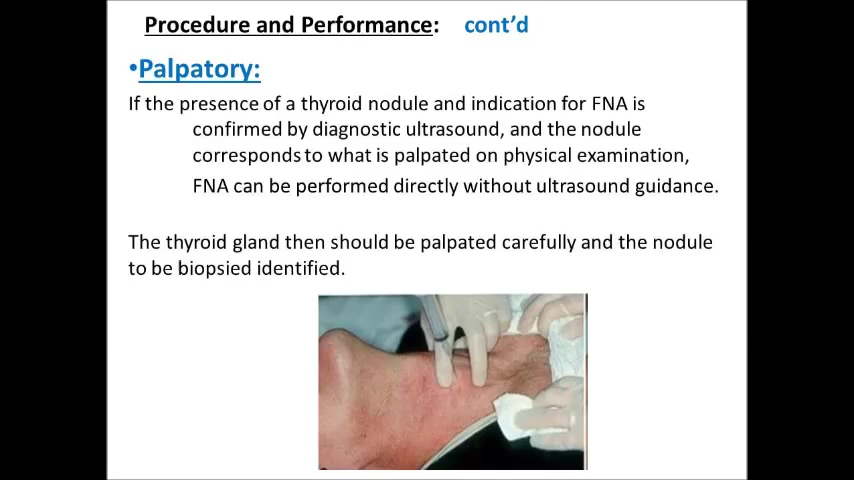 Procedure and Performance: cont’d
•Palpatory:
If the presence of a thyroid nodule and indication for FNA is
confirmed by diagnostic ultrasound, and the nodule
corresponds to what is palpated on physical examination,
FNA can be performed directly without ultrasound guidance.
The thyroid gland then should be palpated carefully and the nodule
to be biopsied identified.